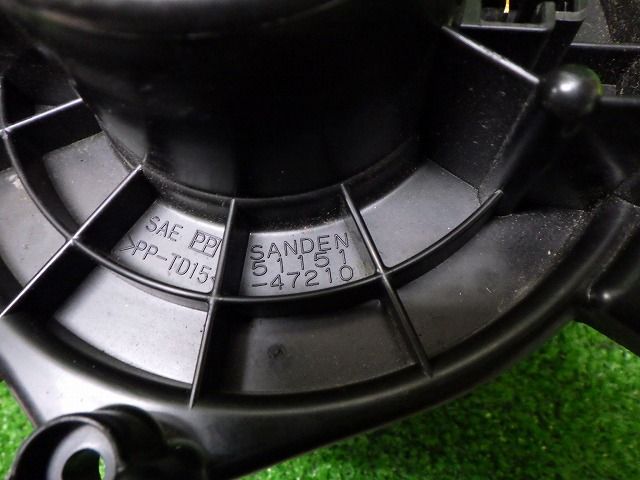 SAE PP
>PP-TD15
SANDEN
51151
-47210